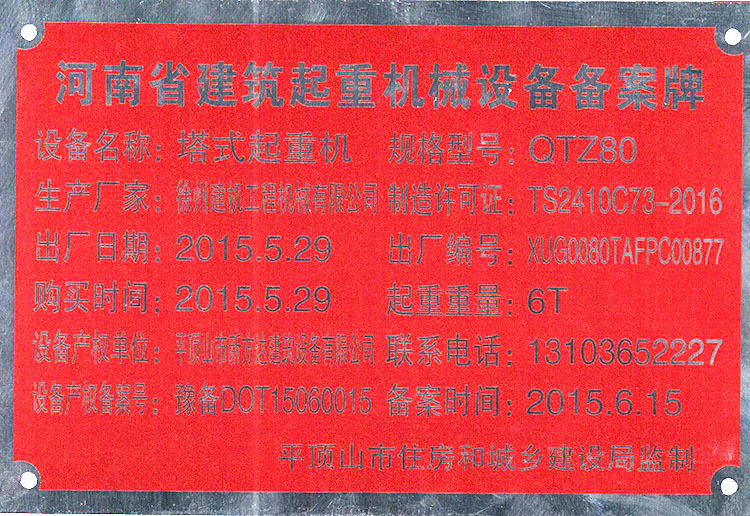 河南省建筑起重机械设备备案牌
设备名称: 塔式起重机 规格型号: QTZ80
生产厂家: 徐州建机工程机械有限公司 制造许可证: TS2410C73-2016
出厂日期: 2015.5.29 出厂编号: XUG0080TAFPC00877
购买时间: 2015.5.29 起重重量: 6T
设备产权单位: 平顶山市新方达建筑设备有限公司 联系电话: 13103652227
设备产权备案号: 豫备DOT15060015 备案时间: 2015.6.15
平顶山市住房和城乡建设局监制